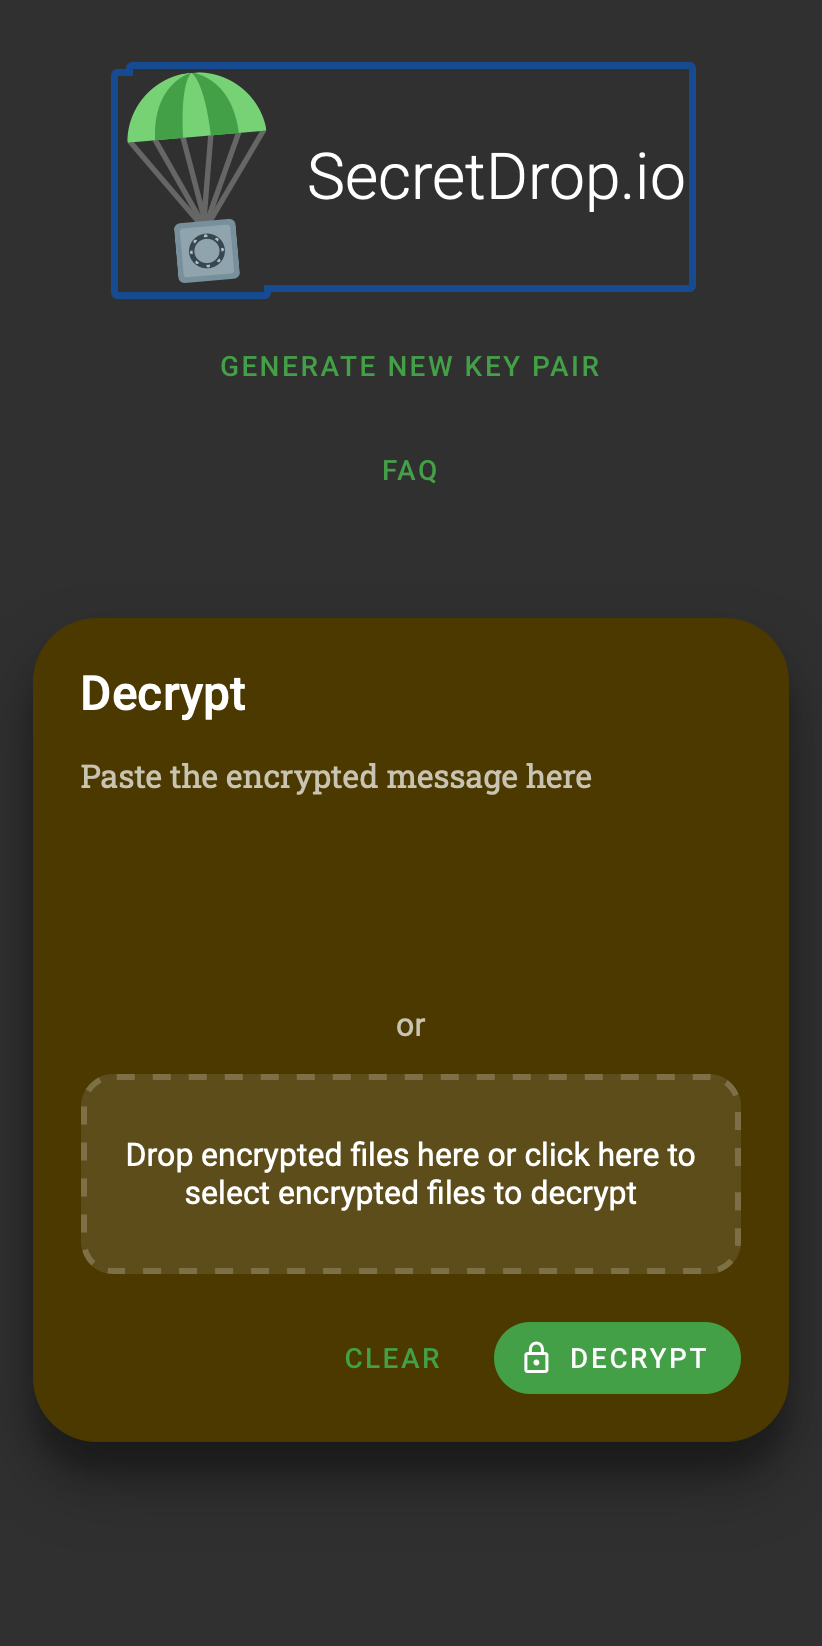 SecretDrop.io
GENERATE NEW KEY PAIR
FAQ
Decrypt
Paste the encrypted message here
or
Drop encrypted files here or click here to
select encrypted files to decrypt
CLEAR
DECRYPT